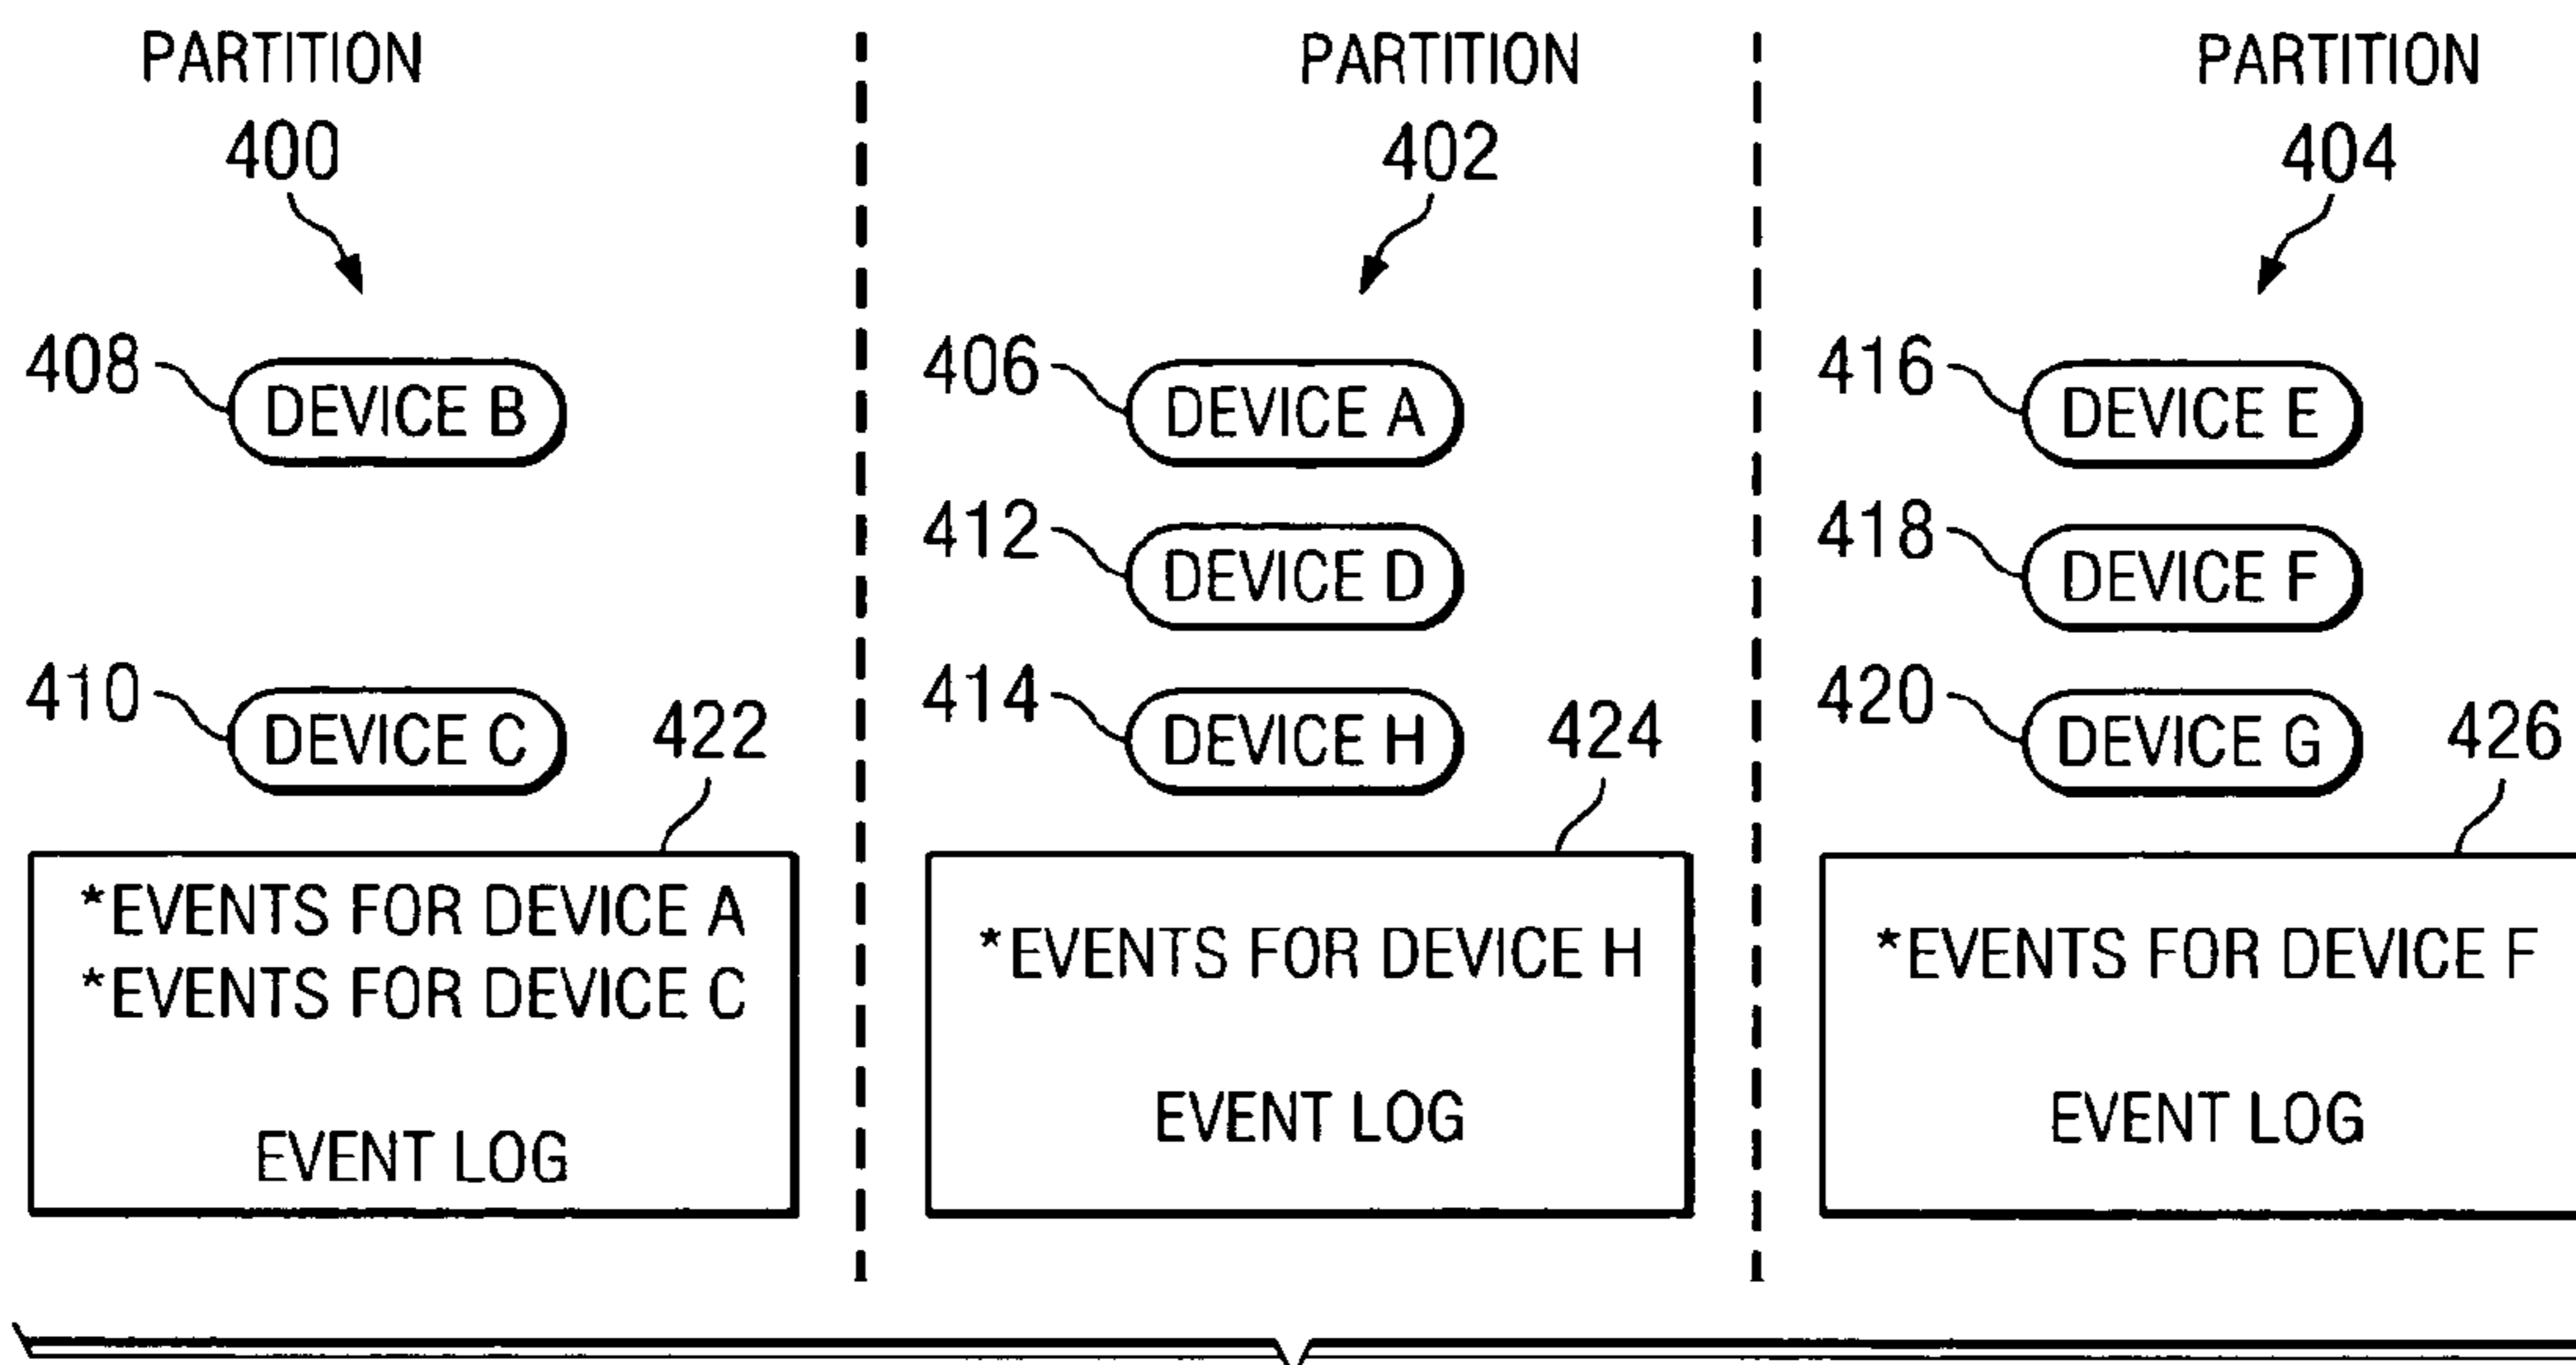 PARTITION
400
408
DEVICE B
410
DEVICE C
422
*EVENTS FOR DEVICE A
*EVENTS FOR DEVICE C
EVENT LOG
PARTITION
402
406
DEVICE A
412
DEVICE D
414
DEVICE H
424
*EVENTS FOR DEVICE H
EVENT LOG
PARTITION
404
416
DEVICE E
418
DEVICE F
420
DEVICE G
426
*EVENTS FOR DEVICE F
EVENT LOG